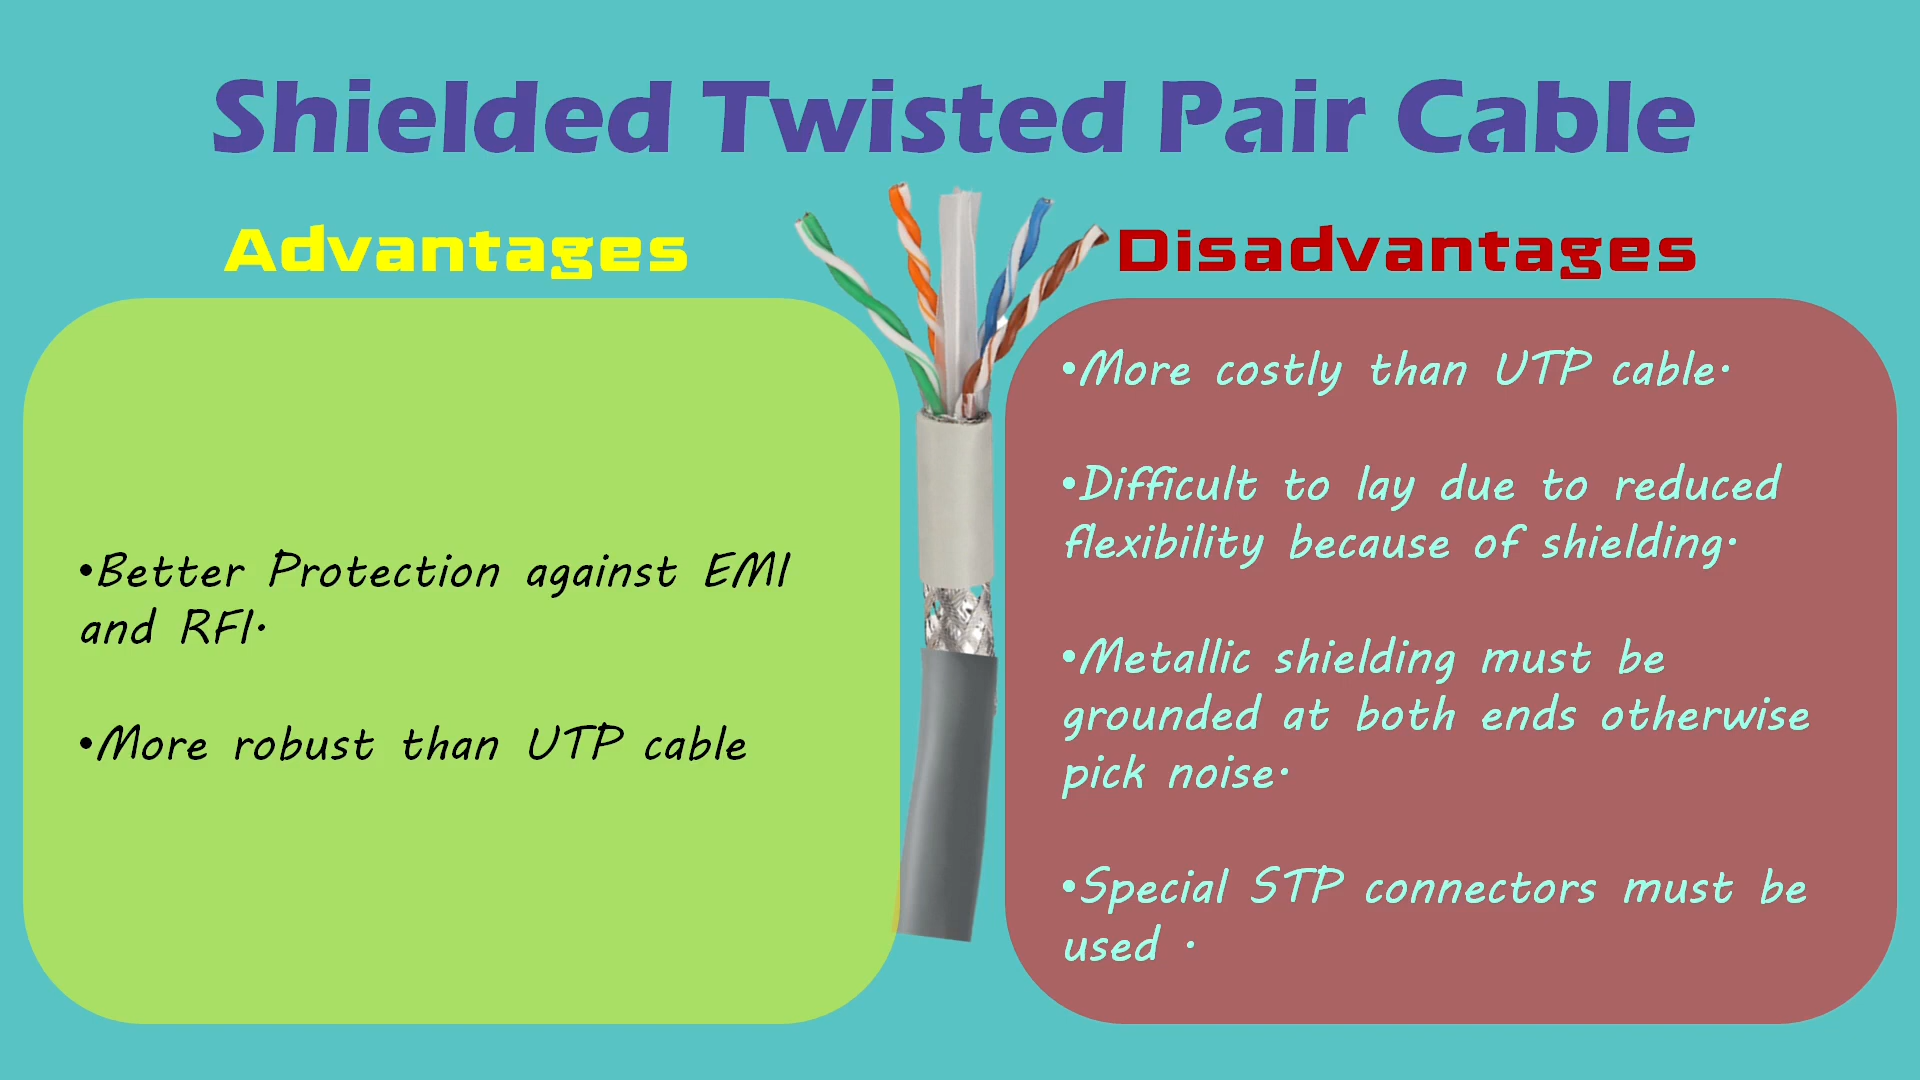 Shielded Twisted Pair Cable
Advantages
•Better Protection against EMI
and RFI.
•More robust than UTP cable
Disadvantages
•More costly than UTP cable.
•Difficult to lay due to reduced
flexibility because of shielding.
•Metallic shielding must be
grounded at both ends otherwise
pick noise.
•Special STP connectors must be
used .